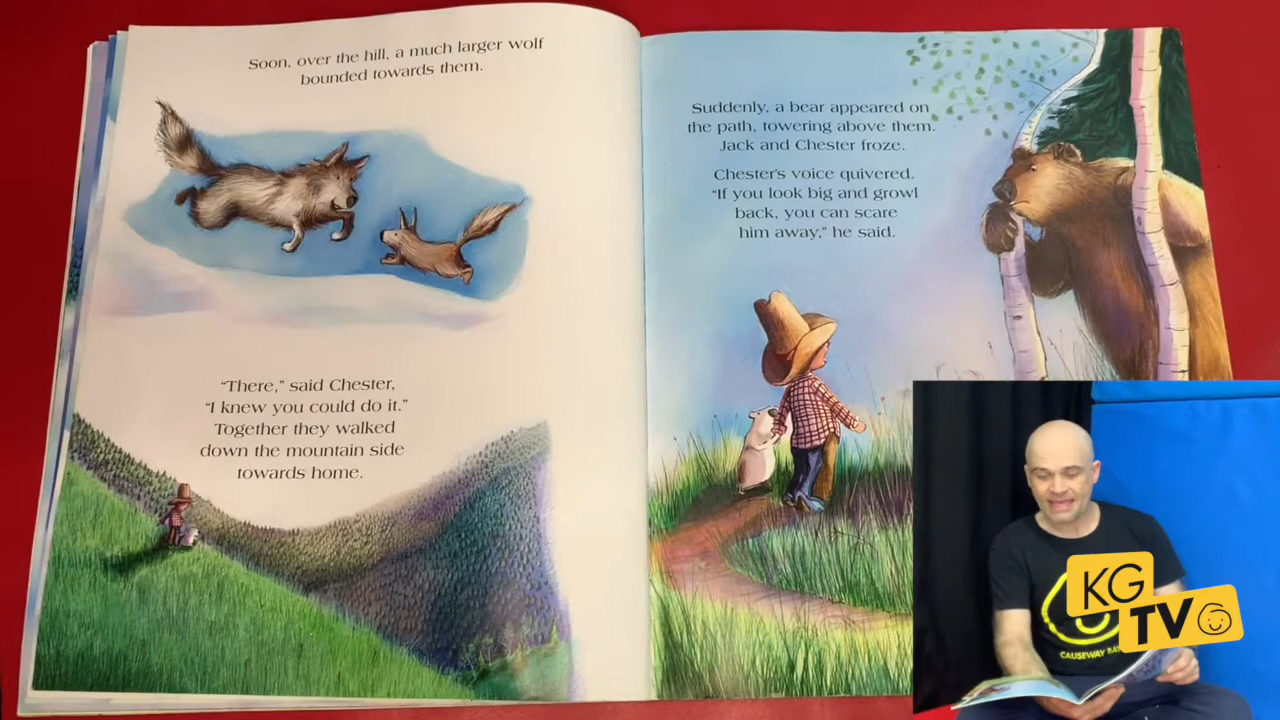 Soon, over the hill, a much larger wolf
bounded towards them.
"There," said Chester,
"I knew you could do it."
Together they walked
down the mountain side
towards home.
Suddenly, a bear appeared on
the path, towering above them.
Jack and Chester froze.
Chester's voice quivered.
"If you look big and growl
back, you can scare
him away," he said.
KG
TV
CAUSEWAY BAY